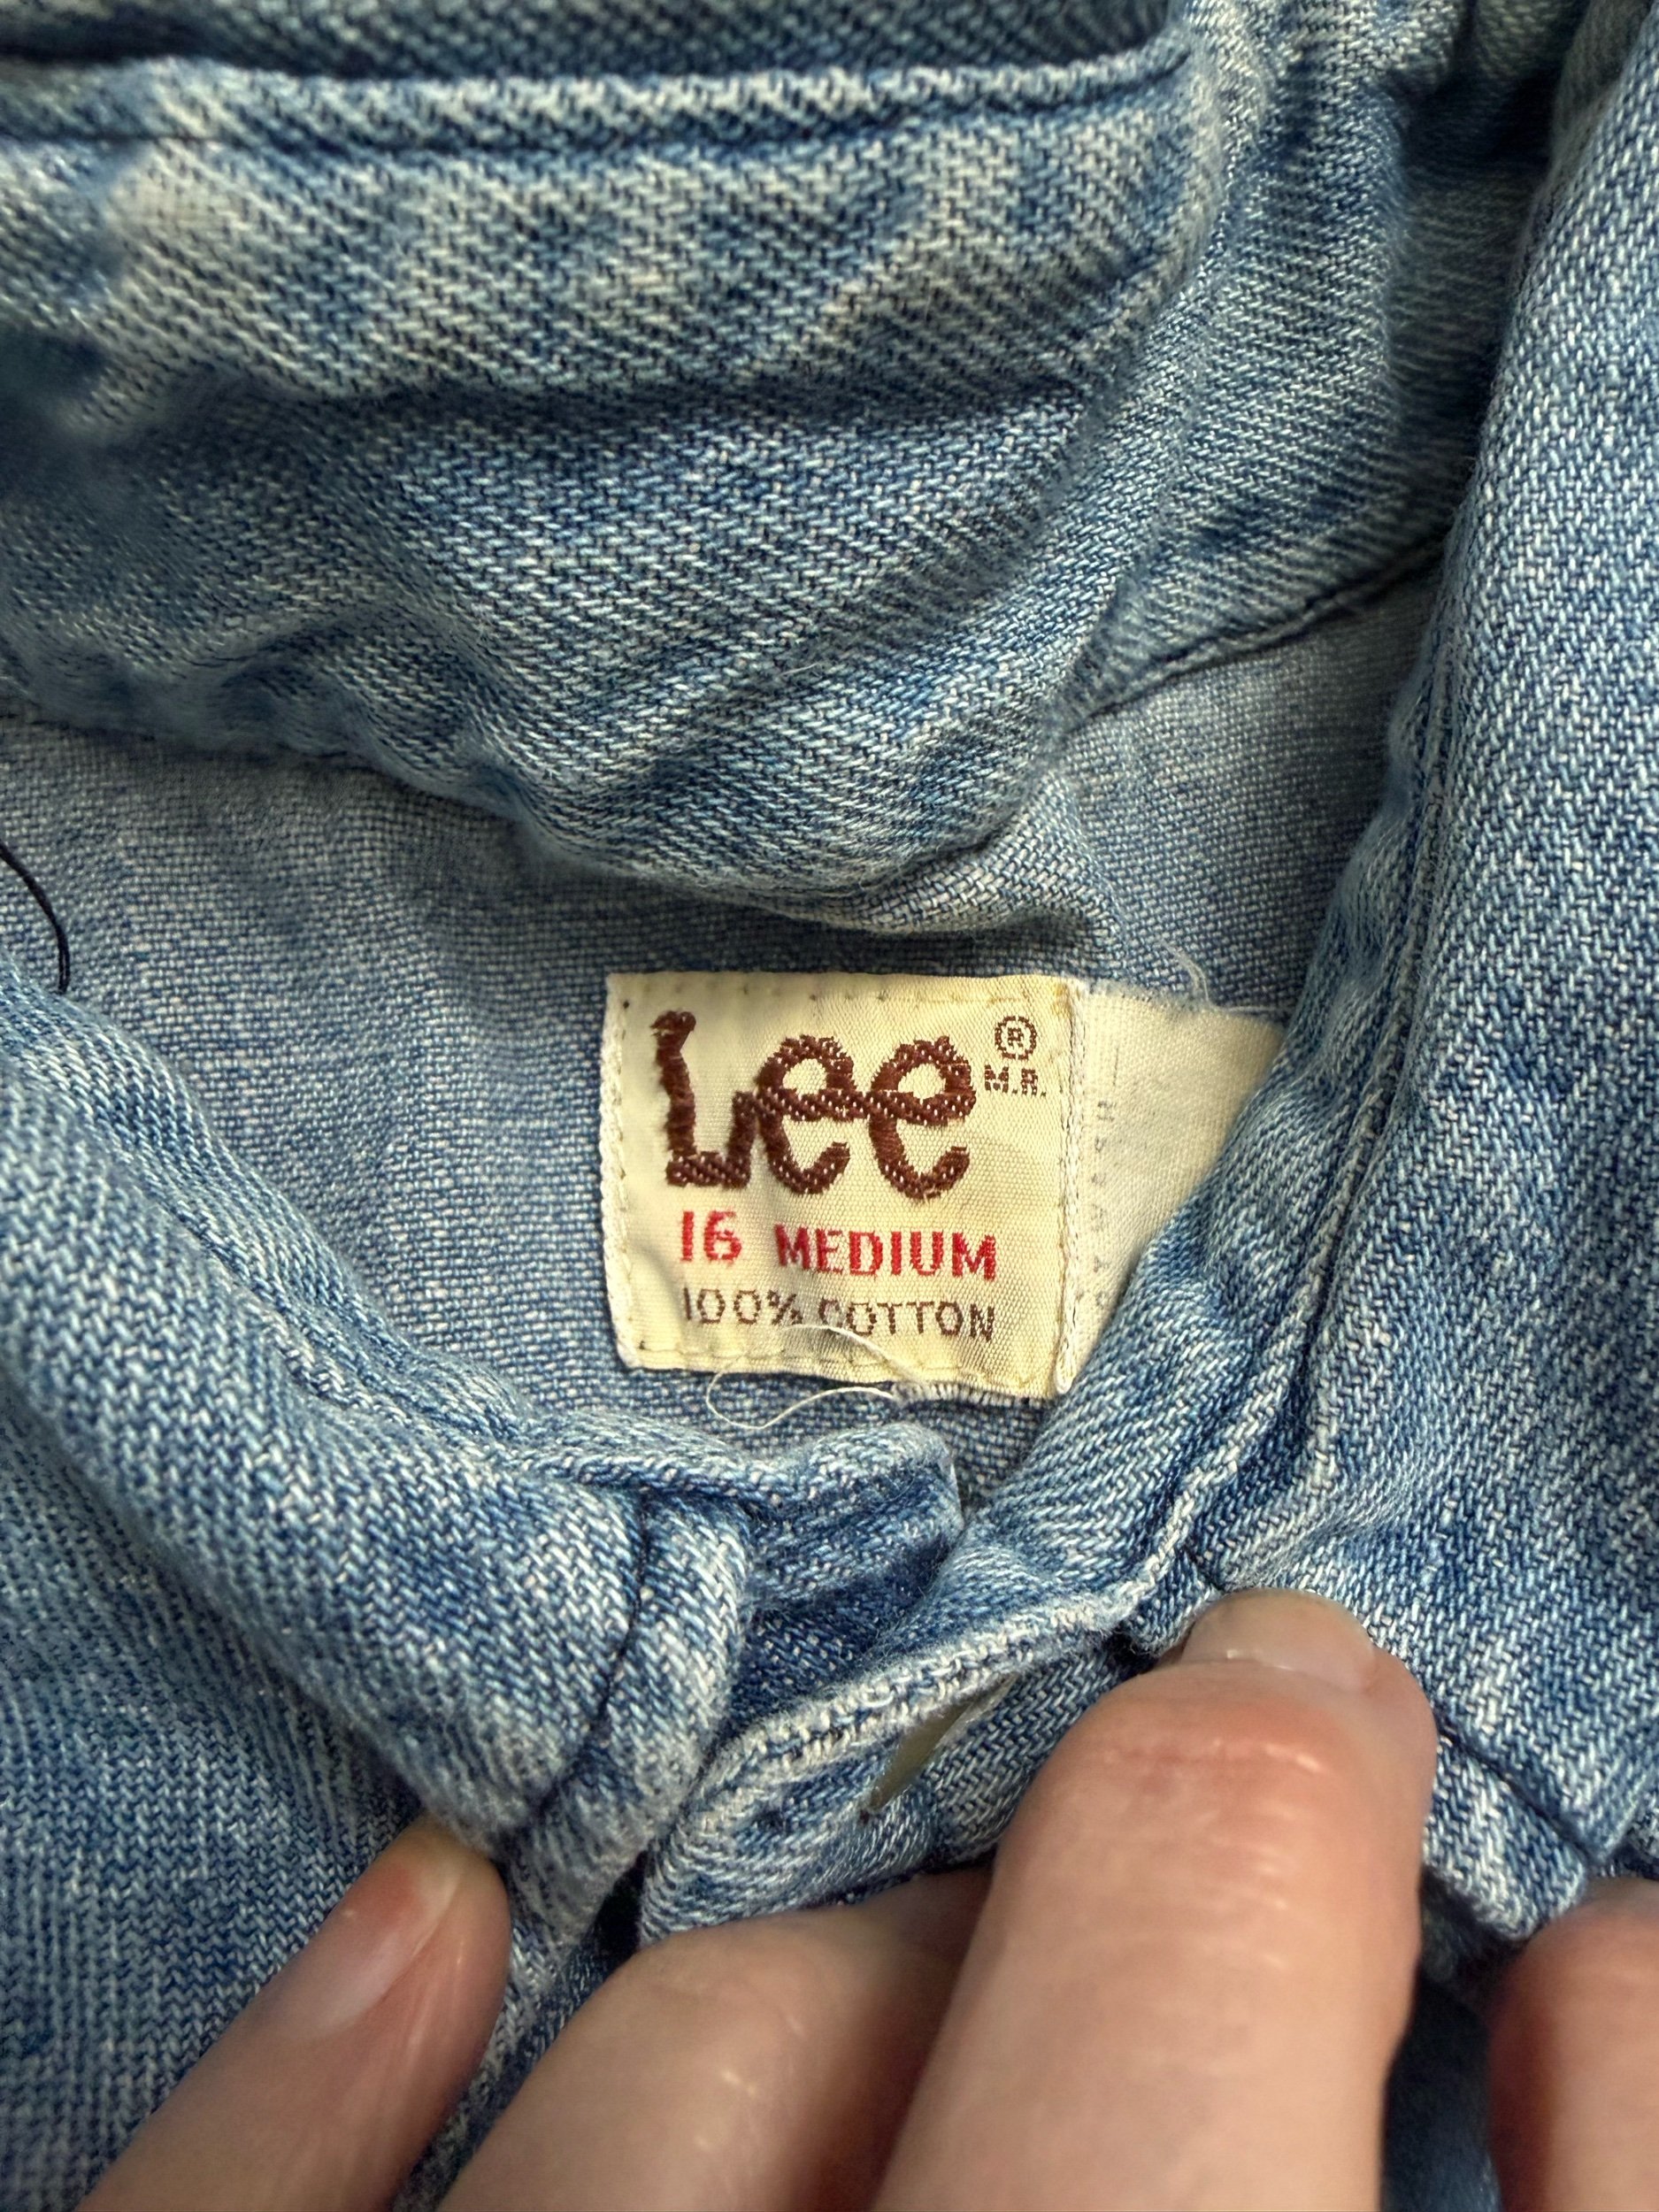 Lee ®
M.R.
16 MEDIUM
100% COTTON